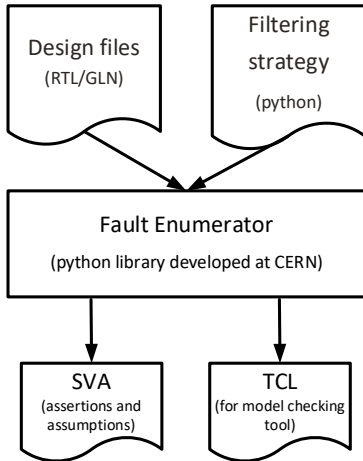 Design files
(RTL/GLN)
Filtering
strategy
(python)
Fault Enumerator
(python library developed at CERN)
SVA
(assertions and
assumptions)
TCL
(for model checking
tool)